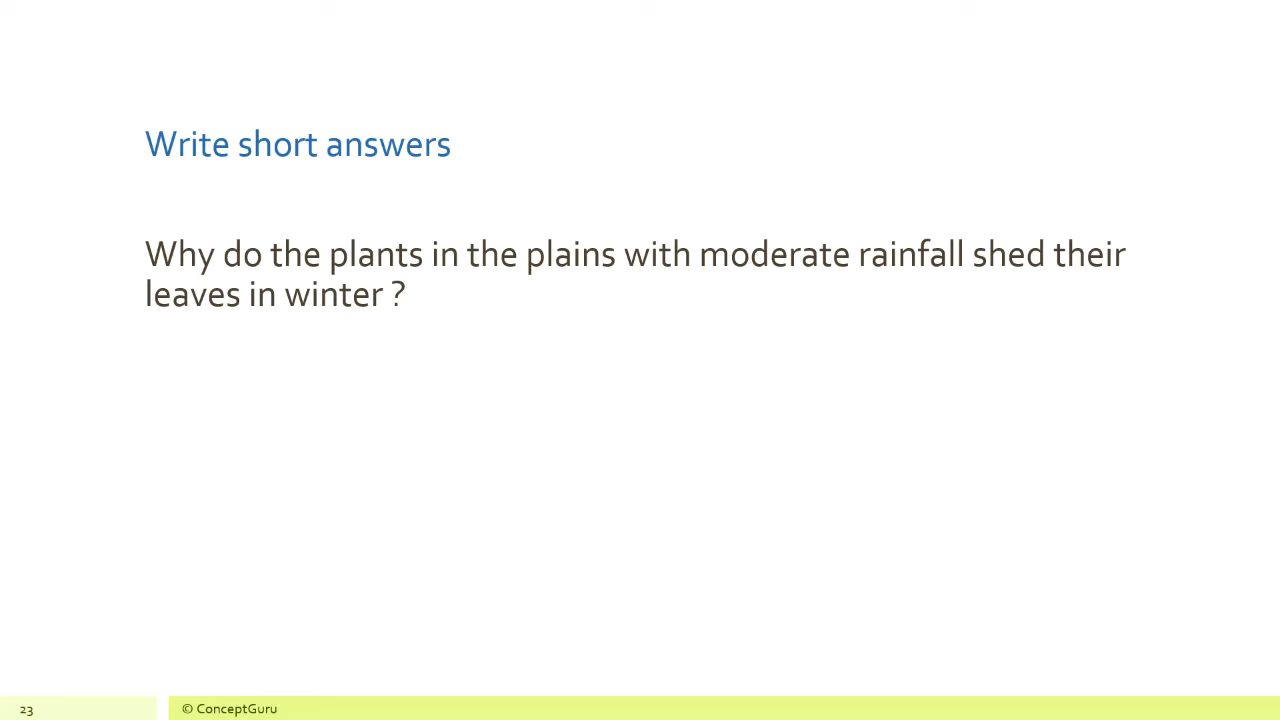 Write short answers
Why do the plants in the plains with moderate rainfall shed their
leaves in winter ?
23
© ConceptGuru